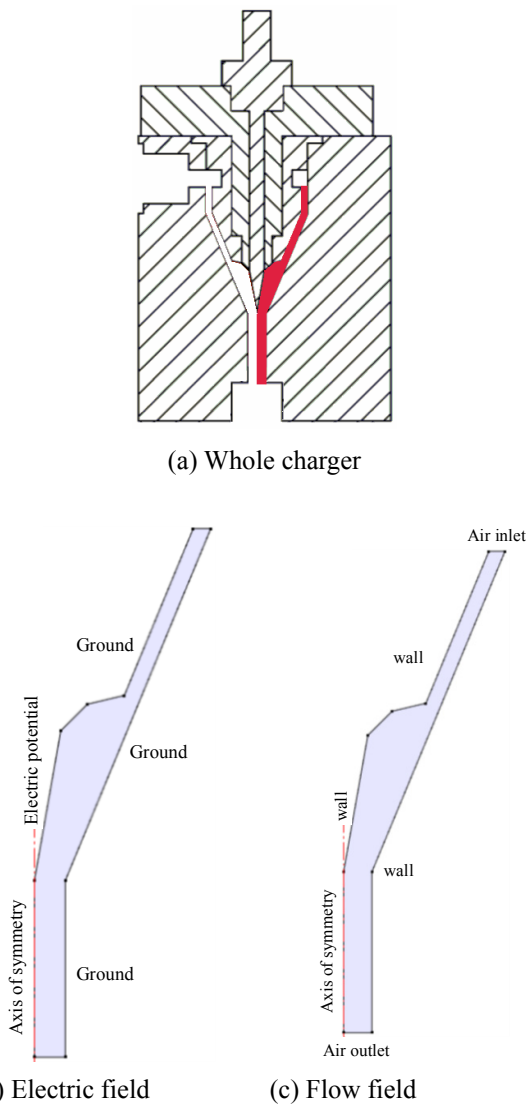 (a) Whole charger
Ground
Electric potential
Ground
Axis of symmetry
Ground
) Electric field
Air inlet
wall
wall
wall
Axis of symmetry
Air outlet
(c) Flow field